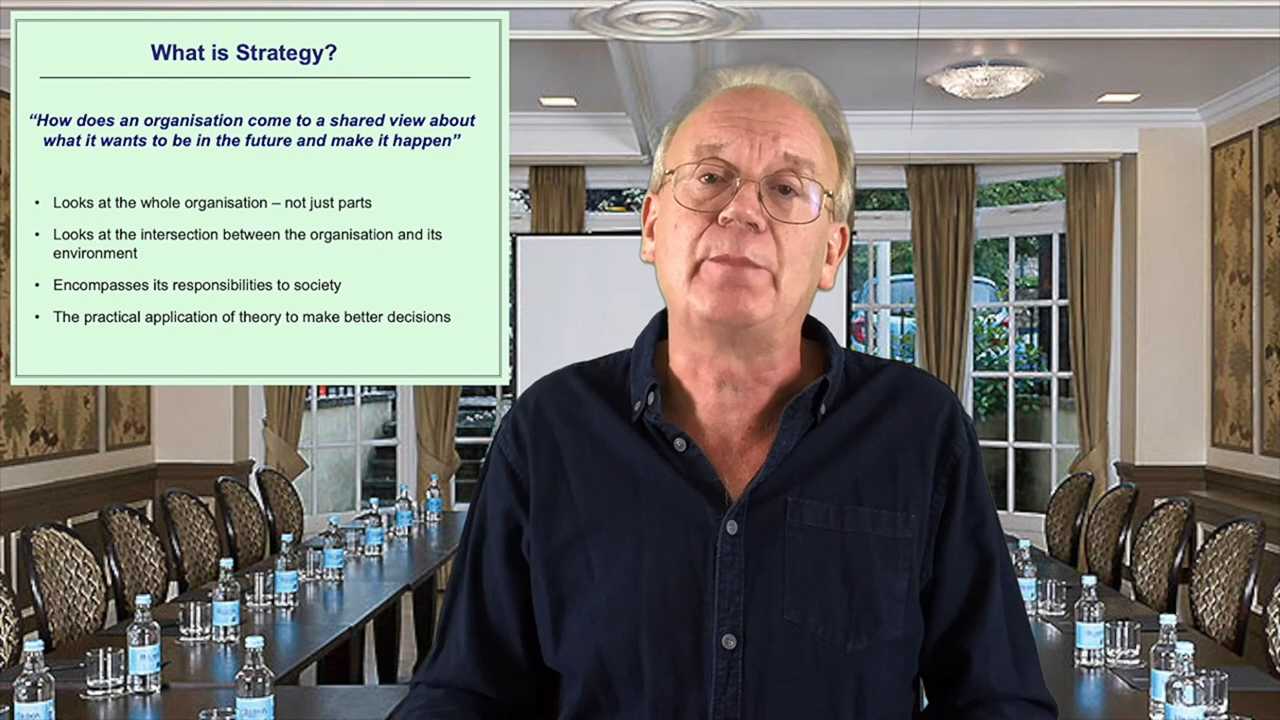 What is Strategy?
“How does an organisation come to a shared view about
what it wants to be in the future and make it happen”
• Looks at the whole organisation – not just parts
• Looks at the intersection between the organisation and its
environment
• Encompasses its responsibilities to society
• The practical application of theory to make better decisions